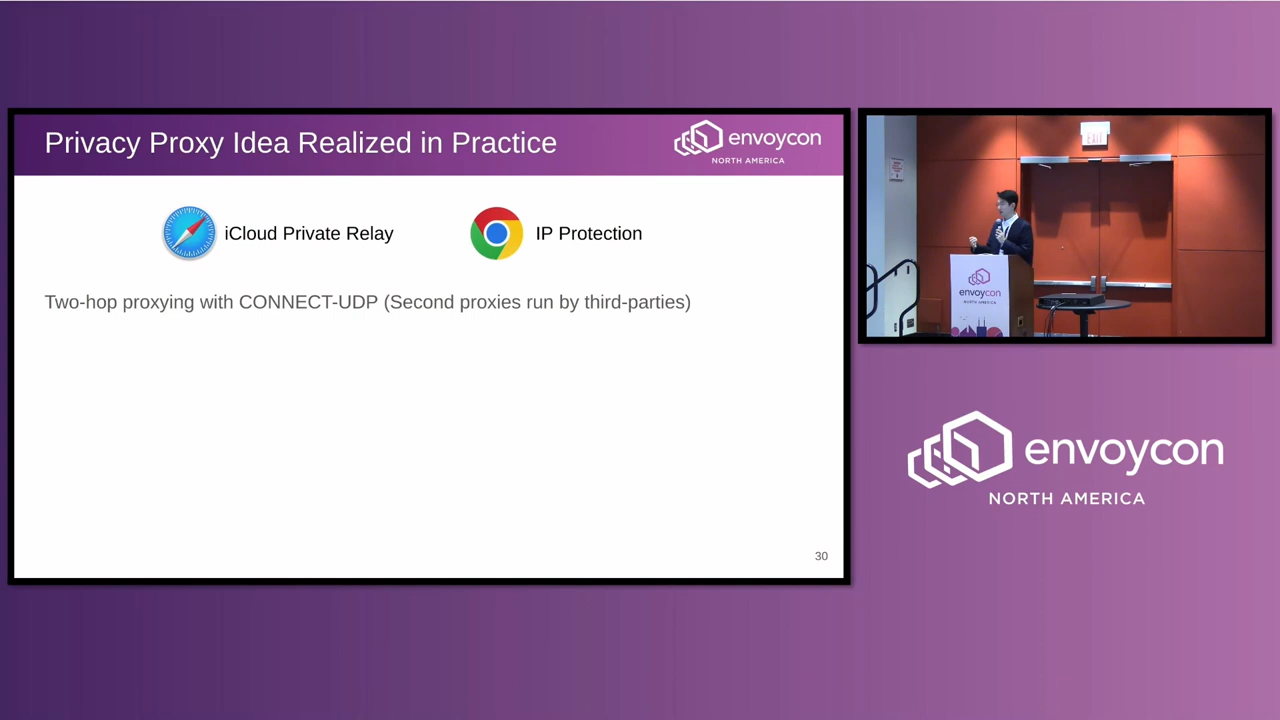 Privacy Proxy Idea Realized in Practice
envoycon
NORTH AMERICA
iCloud Private Relay
IP Protection
Two-hop proxying with CONNECT-UDP (Second proxies run by third-parties)
30
EXIT
envoycon
NORTH AMERICA
envoycon
NORTH AMERICA